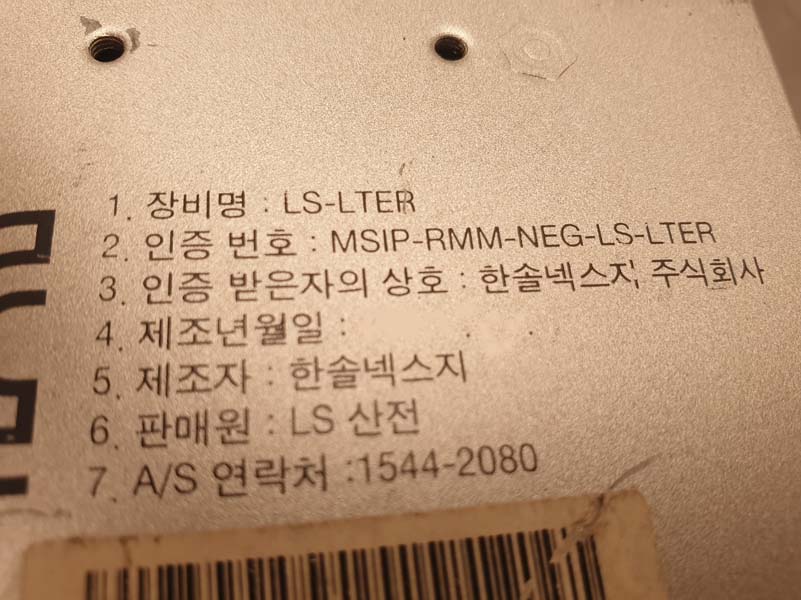 1. 장비명 : LS-LTER
2. 인증 번호 : MSIP-RMM-NEG-LS-LTER
3. 인증 받은자의 상호 : 한솔넥스지, 주식회사
4. 제조년월일 :
5. 제조자 : 한솔넥스지
6. 판매원 : LS 산전
7. A/S 연락처 :1544-2080